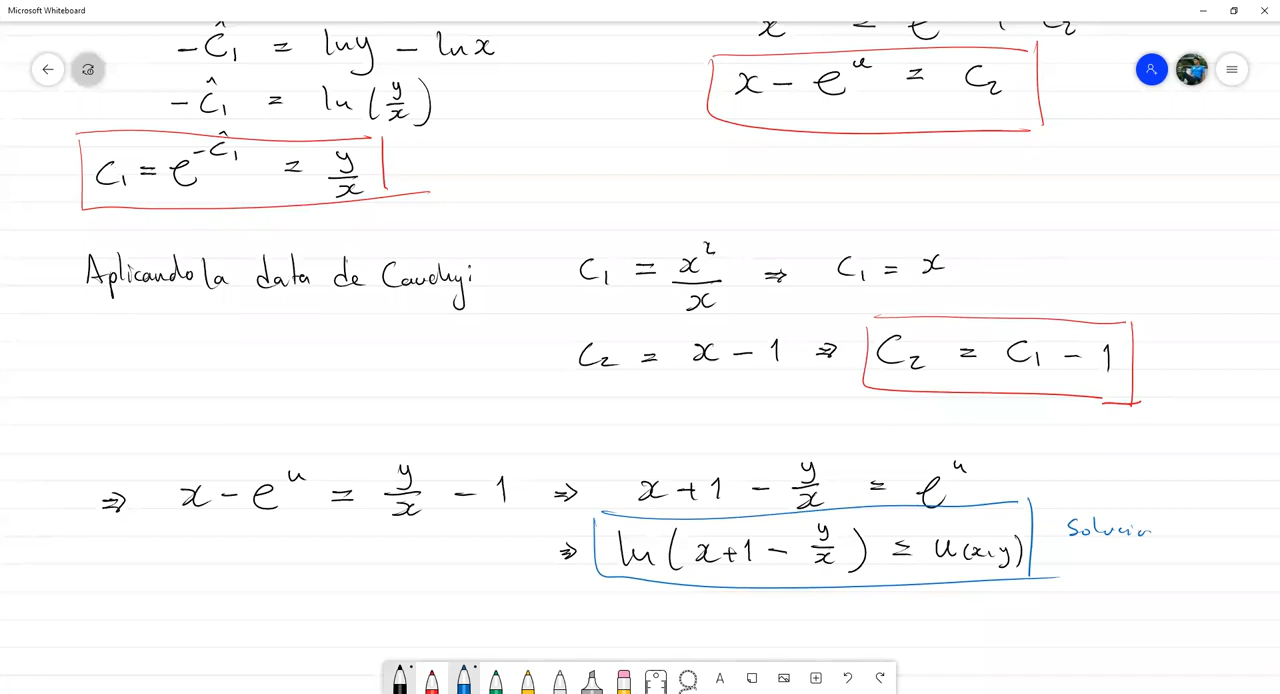 Microsoft Whiteboard
-Ĉ₁ = ln y - ln x
-Ĉ₁ = ln(y/x)
C₁ = e^(-Ĉ₁) = y/x
x - e^u = C₂
Aplicando la data de Cauchy:
C₁ = x²/x ⇒ C₁ = x
C₂ = x - 1 ⇒ C₂ = C₁ - 1
⇒ x - e^u = y/x - 1 ⇒ x + 1 - y/x = e^u
⇒ ln(x + 1 - y/x) = u(x,y)
Solucion
A